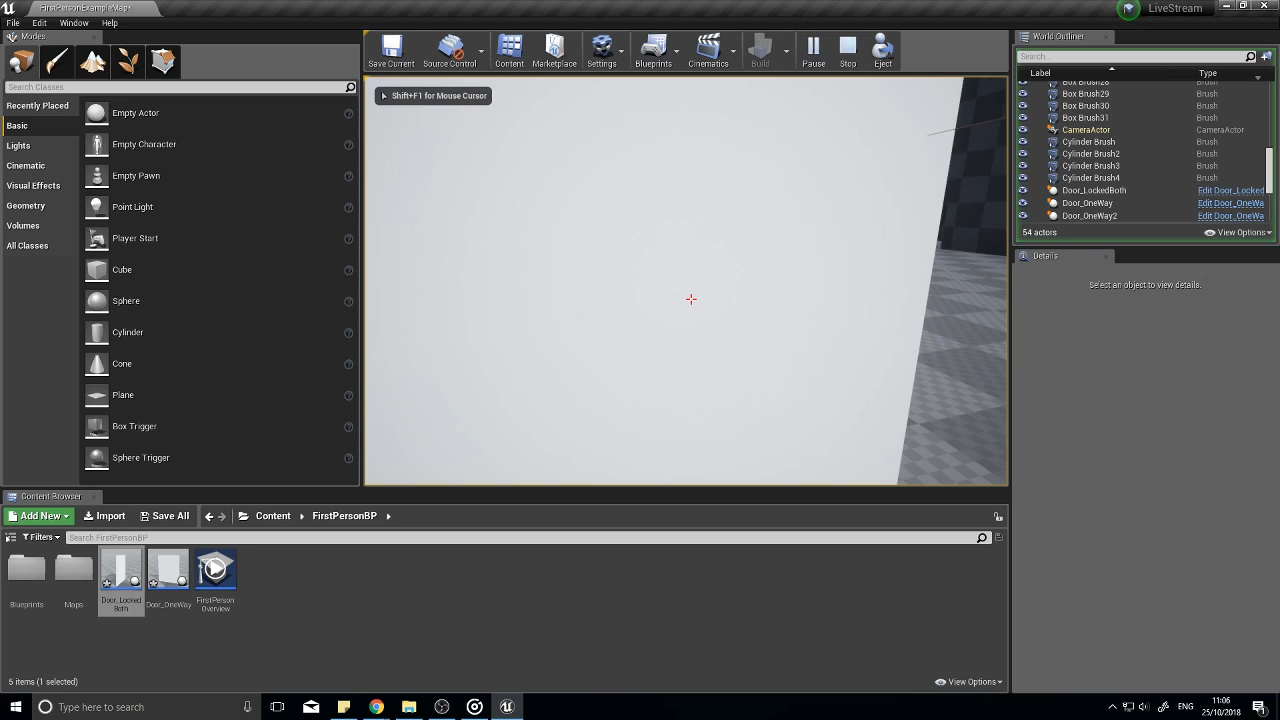 FirstPersonExampleMap*
LiveStream
File Edit Window Help
Modes
Search Classes
Recently Placed
Basic
Lights
Cinematic
Visual Effects
Geometry
Volumes
All Classes
Empty Actor
Empty Character
Empty Pawn
Point Light
Player Start
Cube
Sphere
Cylinder
Cone
Plane
Box Trigger
Sphere Trigger
Save Current Source Control Content Marketplace Settings Blueprints Cinematics Build Pause Stop Eject
Shift+F1 for Mouse Cursor
World Outliner
Search...
Label Type
Box Brush28 Brush
Box Brush29 Brush
Box Brush30 Brush
Box Brush31 Brush
CameraActor CameraActor
Cylinder Brush Brush
Cylinder Brush2 Brush
Cylinder Brush3 Brush
Cylinder Brush4 Brush
Door_LockedBoth Edit Door_Locked
Door_OneWay Edit Door_OneWa
Door_OneWay2 Edit Door_OneWa
54 actors View Options
Details
Select an object to view details.
Content Browser
Add New Import Save All Content FirstPersonBP
Filters Search FirstPersonBP
Blueprints
Maps
Door_Locked
Both
Door_OneWay
FirstPerson
Overview
5 items (1 selected) View Options
Type here to search
ENG
11:06
25/10/2018